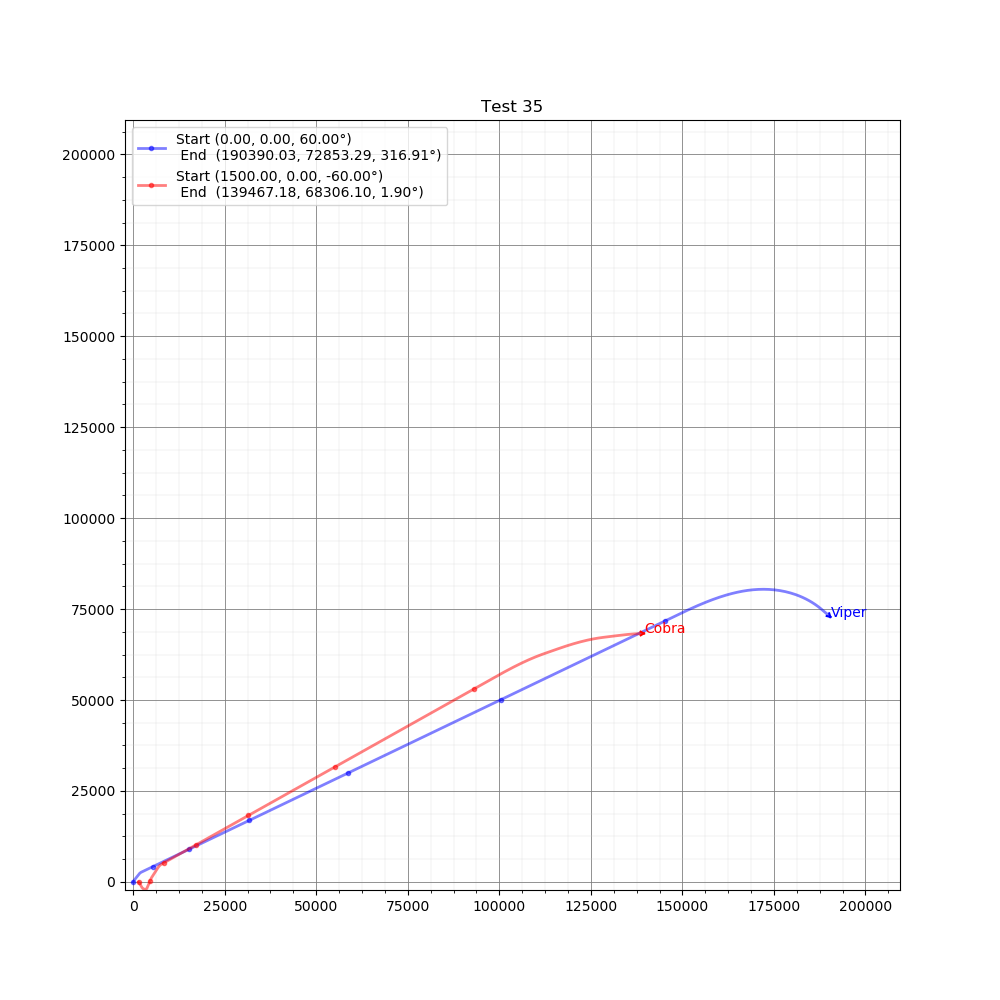 Test 35
Start (0.00, 0.00, 60.00°)
End (190390.03, 72853.29, 316.91°)
Start (1500.00, 0.00, -60.00°)
End (139467.18, 68306.10, 1.90°)
200000
175000
150000
125000
100000
75000
50000
25000
0
Viper
Cobra
0 25000 50000 75000 100000 125000 150000 175000 200000